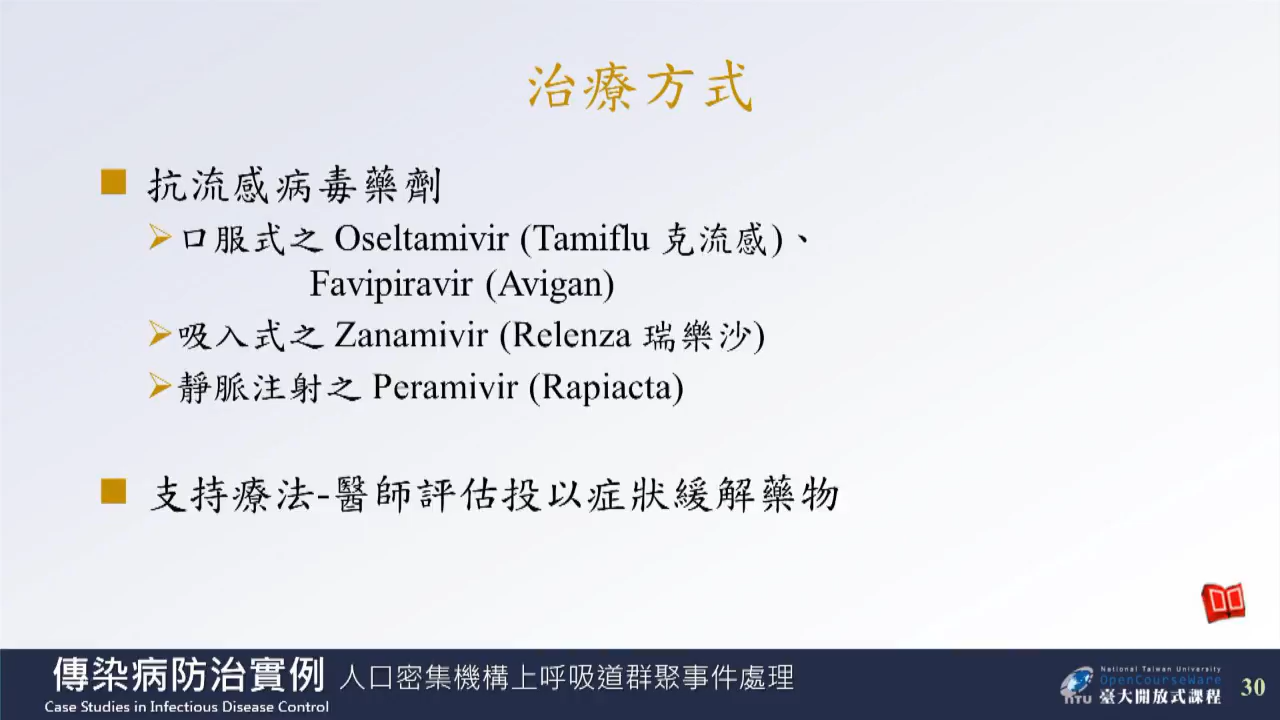 治療方式
抗流感病毒藥劑
口服式之 Oseltamivir (Tamiflu 克流感)、
Favipiravir (Avigan)
吸入式之 Zanamivir (Relenza 瑞樂沙)
靜脈注射之 Peramivir (Rapiacta)
支持療法-醫師評估投以症狀緩解藥物
傳染病防治實例 人口密集機構上呼吸道群聚事件處理
Case Studies in Infectious Disease Control
National Taiwan University
OpenCourseWare
NTU 臺大開放式課程
30